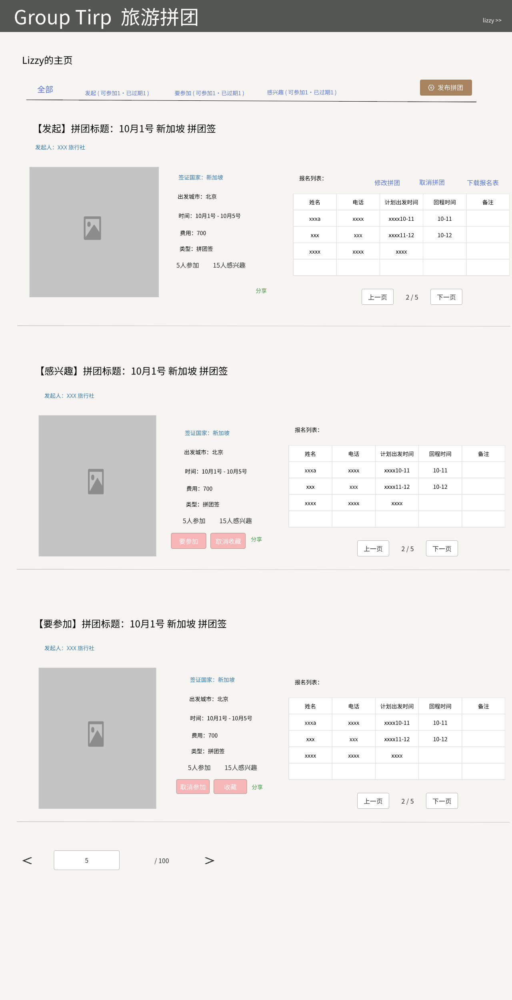 Group Tirp 旅游拼团
lizzy >>
Lizzy的主页
全部
发起 ( 可参加1・已过期1 )
要参加 ( 可参加1・已过期1 )
感兴趣 ( 可参加1・已过期1 )
发布拼团
【发起】拼团标题：10月1号 新加坡 拼团签
发起人：XXX 旅行社
签证国家：新加坡
出发城市：北京
时间：10月1号 - 10月5号
费用：700
类型：拼团签
5人参加 15人感兴趣
分享
报名列表：
修改拼团 取消拼团 下载报名表
姓名 电话 计划出发时间 回程时间 备注
xxxa xxxx xxxx10-11 10-11
xxx xxx xxxx11-12 10-12
xxxx xxxx xxxx
上一页 2 / 5 下一页
【感兴趣】拼团标题：10月1号 新加坡 拼团签
发起人：XXX 旅行社
签证国家：新加坡
出发城市：北京
时间：10月1号 - 10月5号
费用：700
类型：拼团签
5人参加 15人感兴趣
要参加 取消收藏 分享
报名列表：
姓名 电话 计划出发时间 回程时间 备注
xxxa xxxx xxxx10-11 10-11
xxx xxx xxxx11-12 10-12
xxxx xxxx xxxx
上一页 2 / 5 下一页
【要参加】拼团标题：10月1号 新加坡 拼团签
发起人：XXX 旅行社
签证国家：新加坡
出发城市：北京
时间：10月1号 - 10月5号
费用：700
类型：拼团签
5人参加 15人感兴趣
取消参加 收藏 分享
报名列表：
姓名 电话 计划出发时间 回程时间 备注
xxxa xxxx xxxx10-11 10-11
xxx xxx xxxx11-12 10-12
xxxx xxxx xxxx
上一页 2 / 5 下一页
< 5 / 100 >